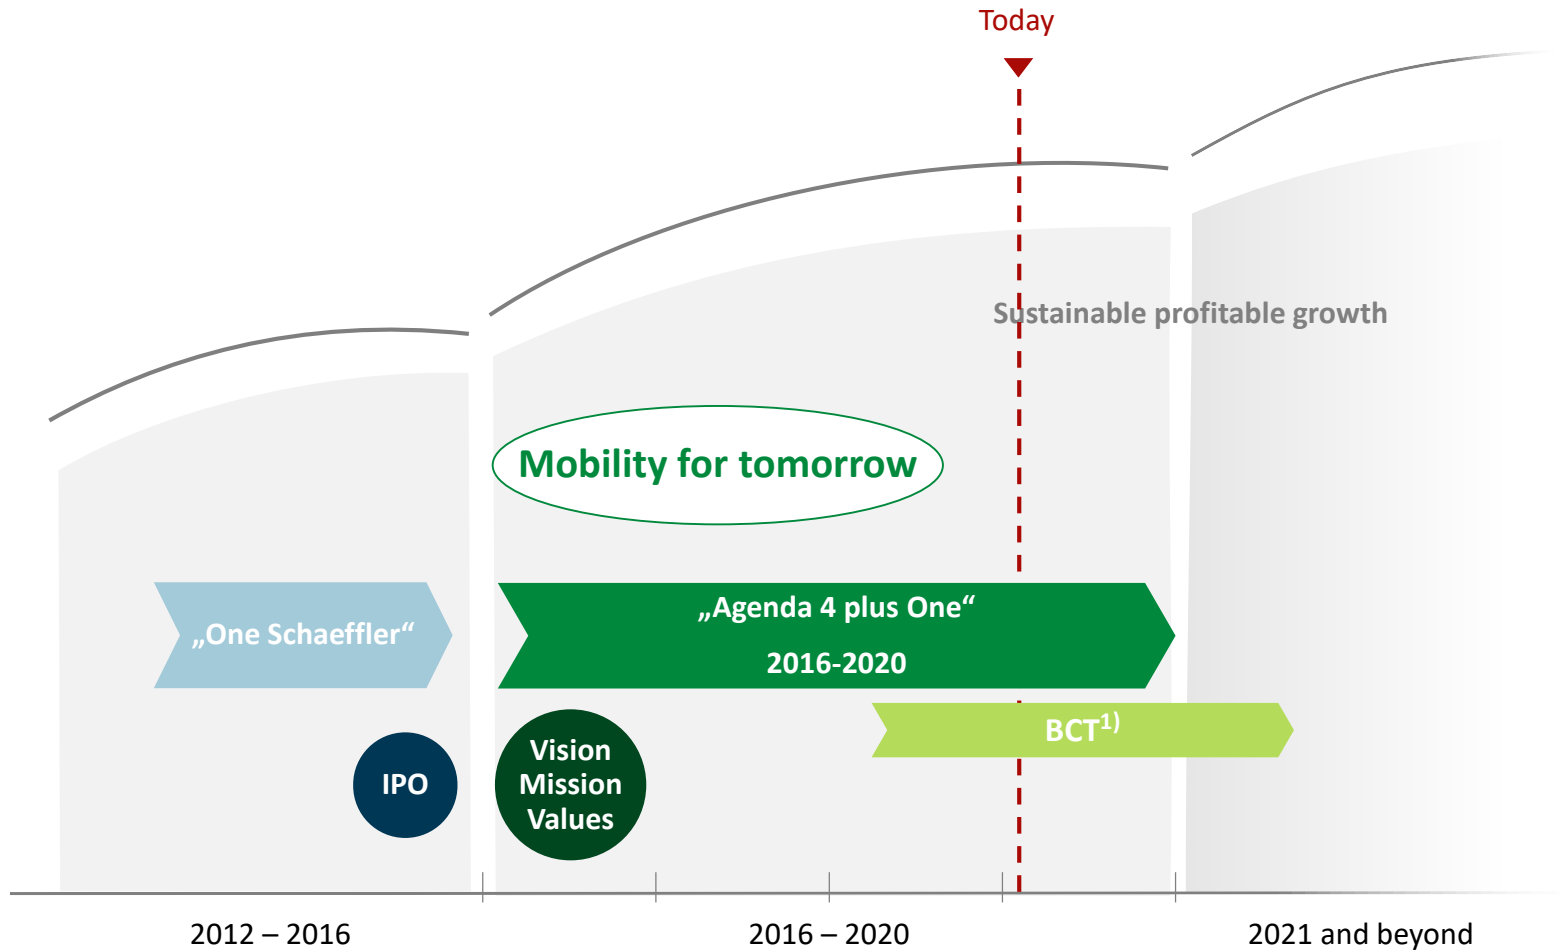 Today
Sustainable profitable growth
Mobility for tomorrow
„One Schaeffler“
„Agenda 4 plus One“
2016-2020
BCT1)
IPO
Vision
Mission
Values
2012 – 2016
2016 – 2020
2021 and beyond